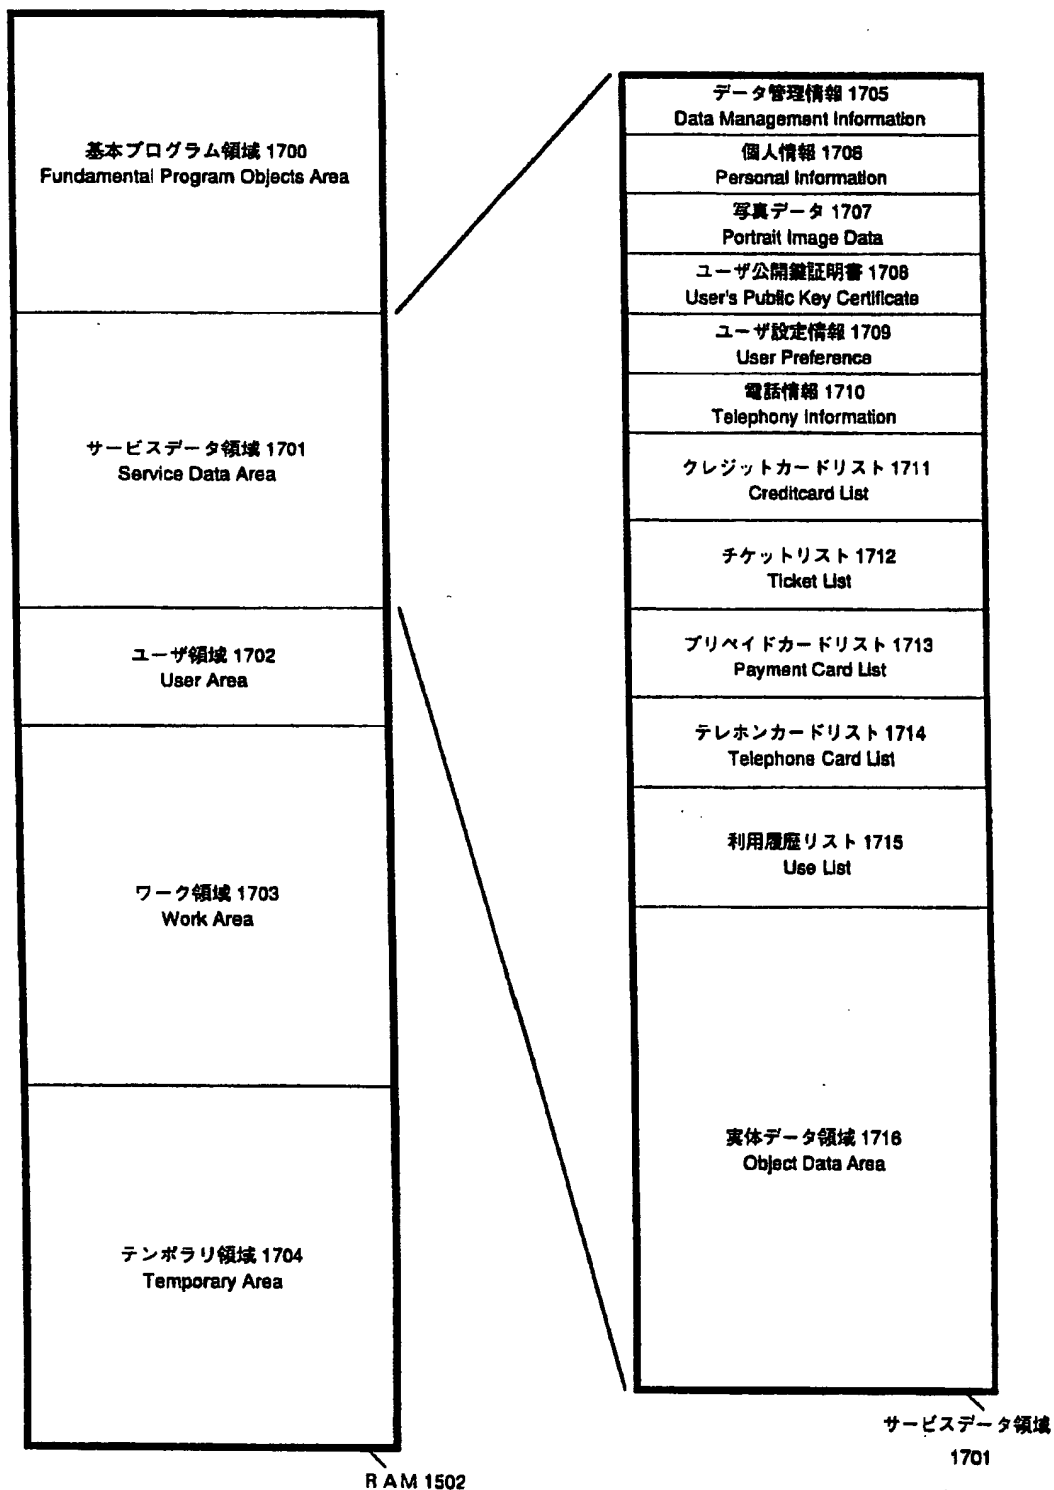 基本プログラム領域 1700
Fundamental Program Objects Area
サービスデータ領域 1701
Service Data Area
ユーザ領域 1702
User Area
ワーク領域 1703
Work Area
テンポラリ領域 1704
Temporary Area
RAM 1502
データ管理情報 1705
Data Management Information
個人情報 1706
Personal Information
写真データ 1707
Portrait Image Data
ユーザ公開鍵証明書 1708
User's Public Key Certificate
ユーザ設定情報 1709
User Preference
電話情報 1710
Telephony Information
クレジットカードリスト 1711
Creditcard List
チケットリスト 1712
Ticket List
プリペイドカードリスト 1713
Payment Card List
テレホンカードリスト 1714
Telephone Card List
利用履歴リスト 1715
Use List
実体データ領域 1716
Object Data Area
サービスデータ領域
1701